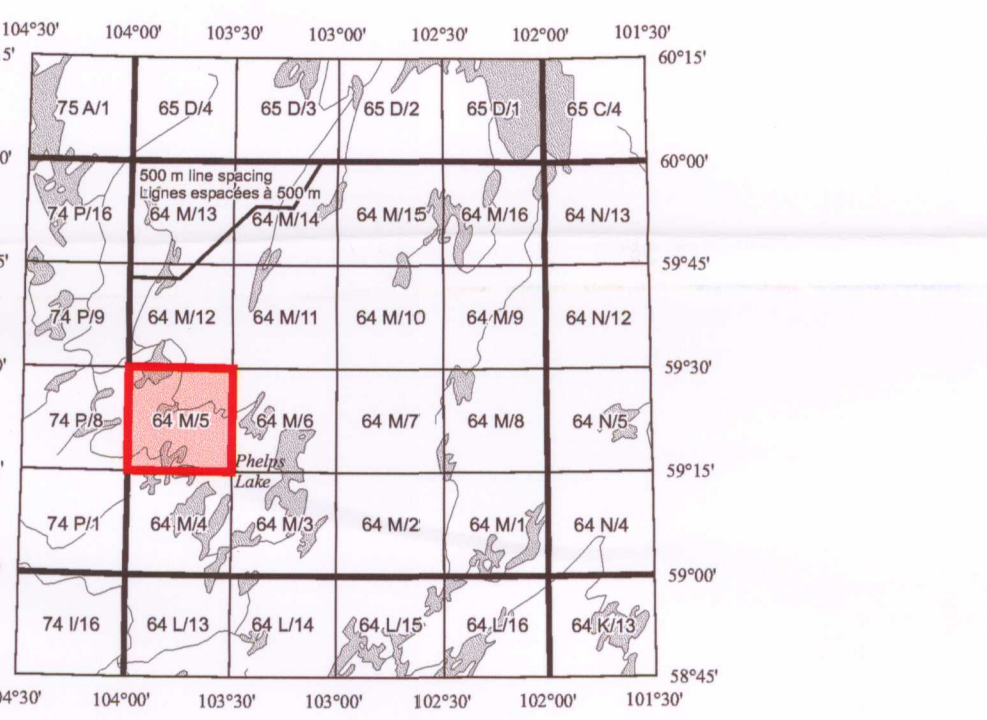 104°30' 104°00' 103°30' 103°00' 102°30' 102°00' 101°30'
5' 60°15'
75 A/1 65 D/4 65 D/3 65 D/2 65 D/1 65 C/4
0' 60°00'
500 m line spacing
Lignes espacées à 500 m
74 P/16 64 M/13 64 M/14 64 M/15 64 M/16 64 N/13
5' 59°45'
74 P/9 64 M/12 64 M/11 64 M/10 64 M/9 64 N/12
0' 59°30'
74 P/8 64 M/5 64 M/6 64 M/7 64 M/8 64 N/5
Phelps
Lake
' 59°15'
74 P/1 64 M/4 64 M/3 64 M/2 64 M/1 64 N/4
59°00'
74 I/16 64 L/13 64 L/14 64 L/15 64 L/16 64 K/13
58°45'
04°30' 104°00' 103°30' 103°00' 102°30' 102°00' 101°30'